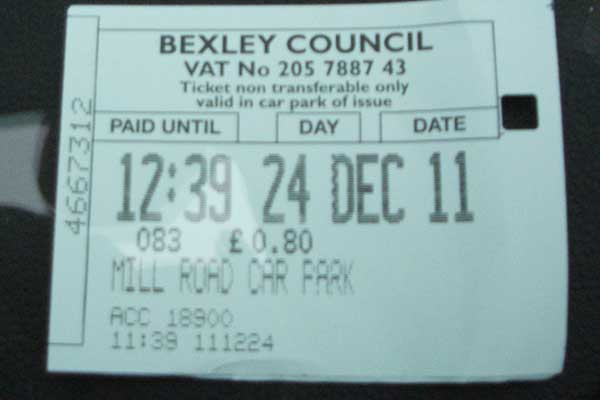 BEXLEY COUNCIL
VAT No 205 7887 43
Ticket non transferable only
valid in car park of issue
PAID UNTIL DAY DATE
12:39 24 DEC 11
083 £0.80
MILL ROAD CAR PARK
ACC 18900
11:39 111224
4667312